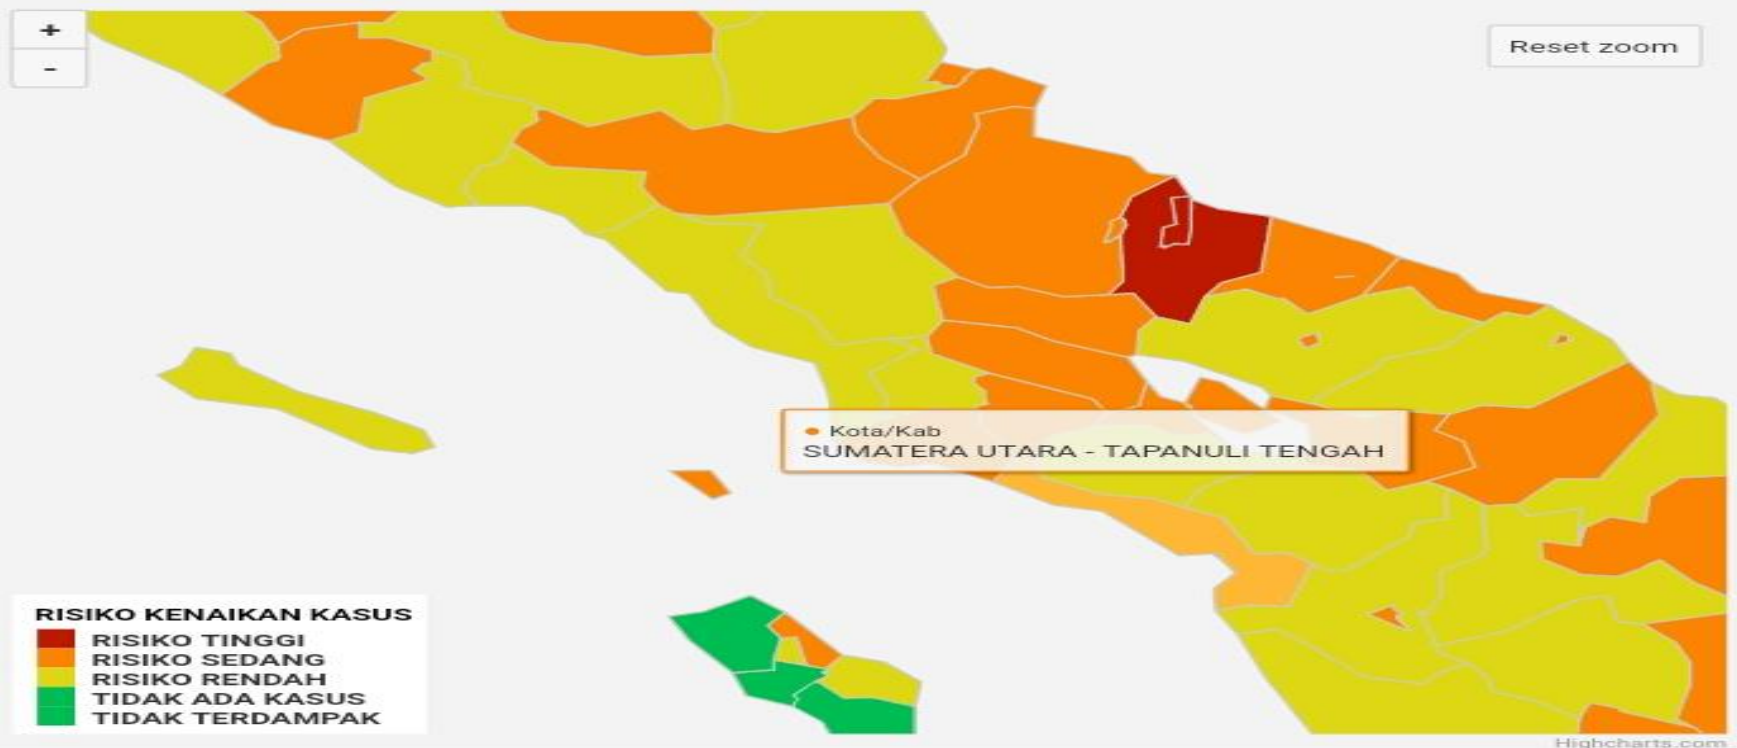 +
-
Reset zoom
● Kota/Kab
SUMATERA UTARA - TAPANULI TENGAH
RISIKO KENAIKAN KASUS
RISIKO TINGGI
RISIKO SEDANG
RISIKO RENDAH
TIDAK ADA KASUS
TIDAK TERDAMPAK
Highcharts.com